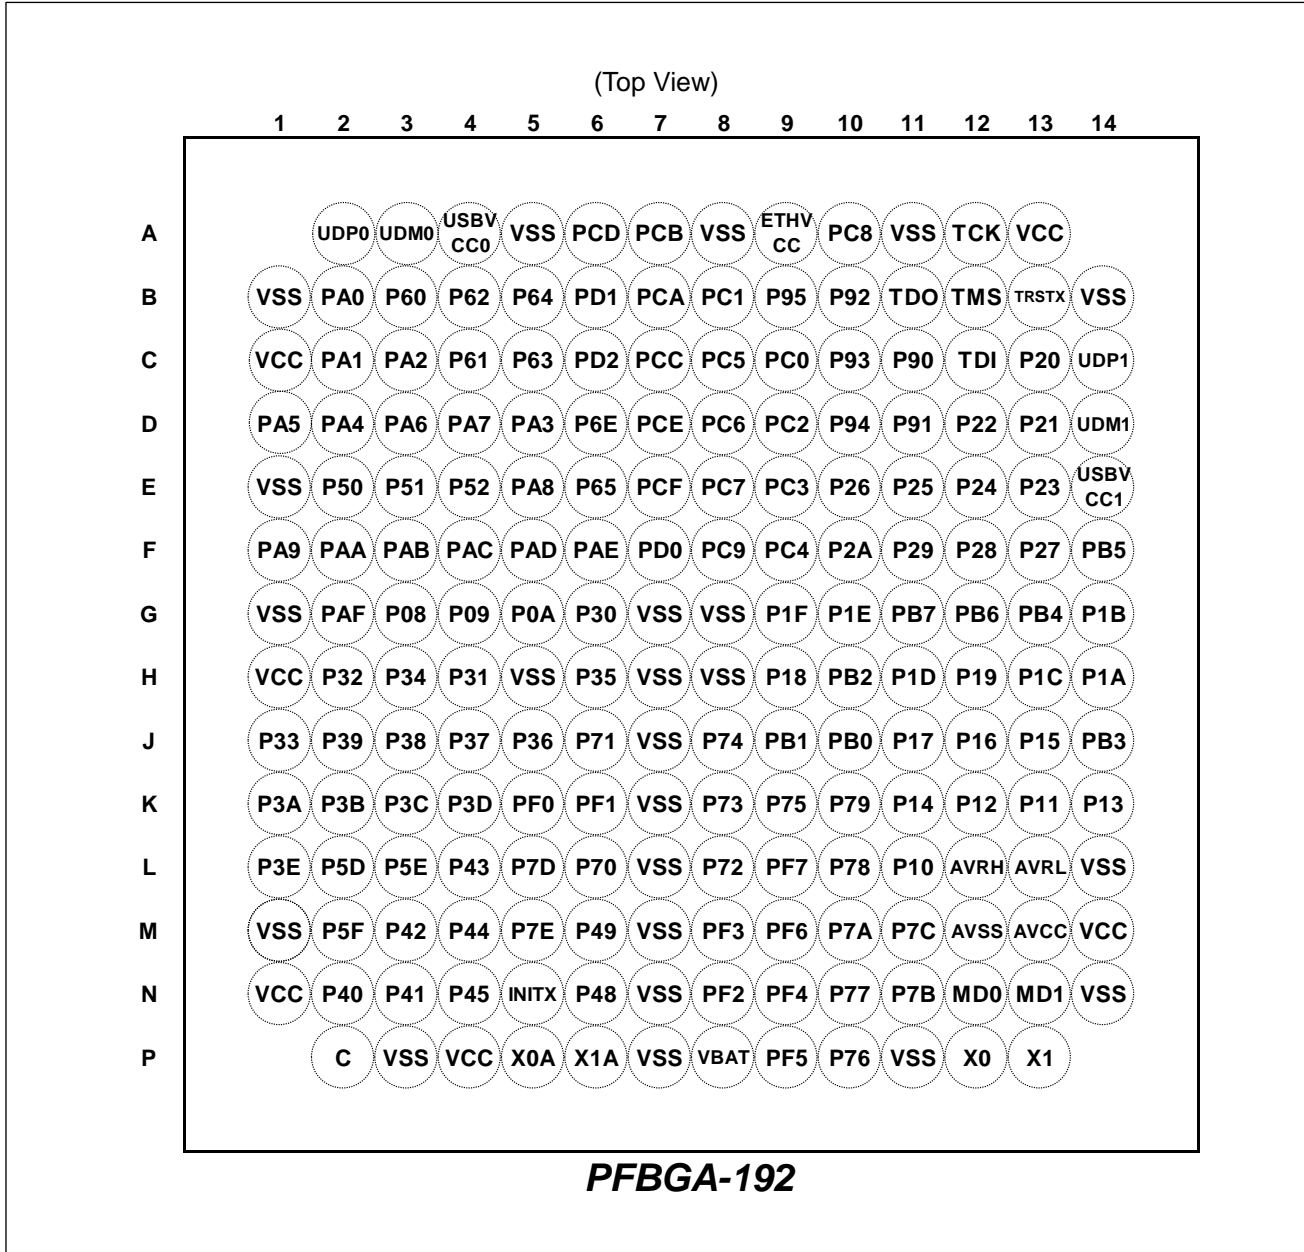 (Top View)
1 2 3 4 5 6 7 8 9 10 11 12 13 14
A UDP0 UDM0 USBV CC0 VSS PCD PCB VSS ETHV CC PC8 VSS TCK VCC
B VSS PA0 P60 P62 P64 PD1 PCA PC1 P95 P92 TDO TMS TRSTX VSS
C VCC PA1 PA2 P61 P63 PD2 PCC PC5 PC0 P93 P90 TDI P20 UDP1
D PA5 PA4 PA6 PA7 PA3 P6E PCE PC6 PC2 P94 P91 P22 P21 UDM1
E VSS P50 P51 P52 PA8 P65 PCF PC7 PC3 P26 P25 P24 P23 USBV CC1
F PA9 PAA PAB PAC PAD PAE PD0 PC9 PC4 P2A P29 P28 P27 PB5
G VSS PAF P08 P09 P0A P30 VSS VSS P1F P1E PB7 PB6 PB4 P1B
H VCC P32 P34 P31 VSS P35 VSS VSS P18 PB2 P1D P19 P1C P1A
J P33 P39 P38 P37 P36 P71 VSS P74 PB1 PB0 P17 P16 P15 PB3
K P3A P3B P3C P3D PF0 PF1 VSS P73 P75 P79 P14 P12 P11 P13
L P3E P5D P5E P43 P7D P70 VSS P72 PF7 P78 P10 AVRH AVRL VSS
M VSS P5F P42 P44 P7E P49 VSS PF3 PF6 P7A P7C AVSS AVCC VCC
N VCC P40 P41 P45 INITX P48 VSS PF2 PF4 P77 P7B MD0 MD1 VSS
P C VSS VCC X0A X1A VSS VBAT PF5 P76 VSS X0 X1
PFBGA-192